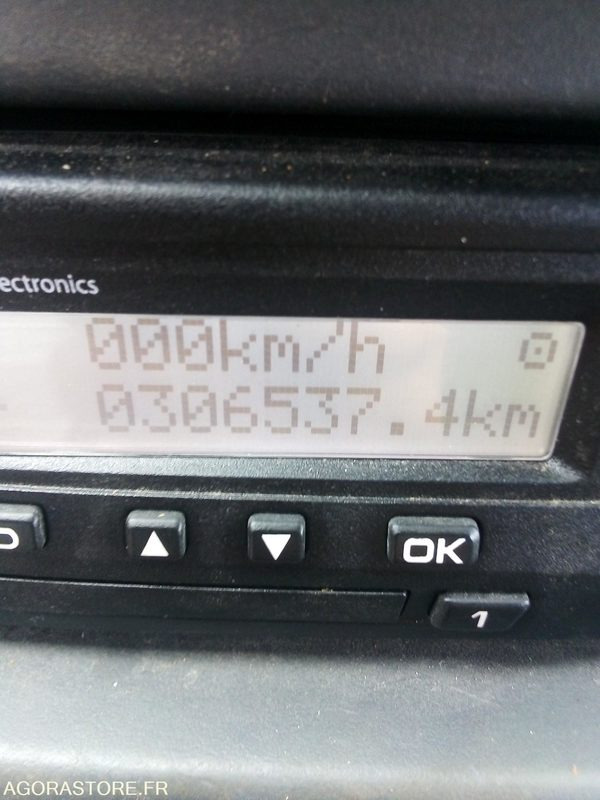 ectronics
000km/h
0306537.4km
OK
1
AGORASTORE.FR